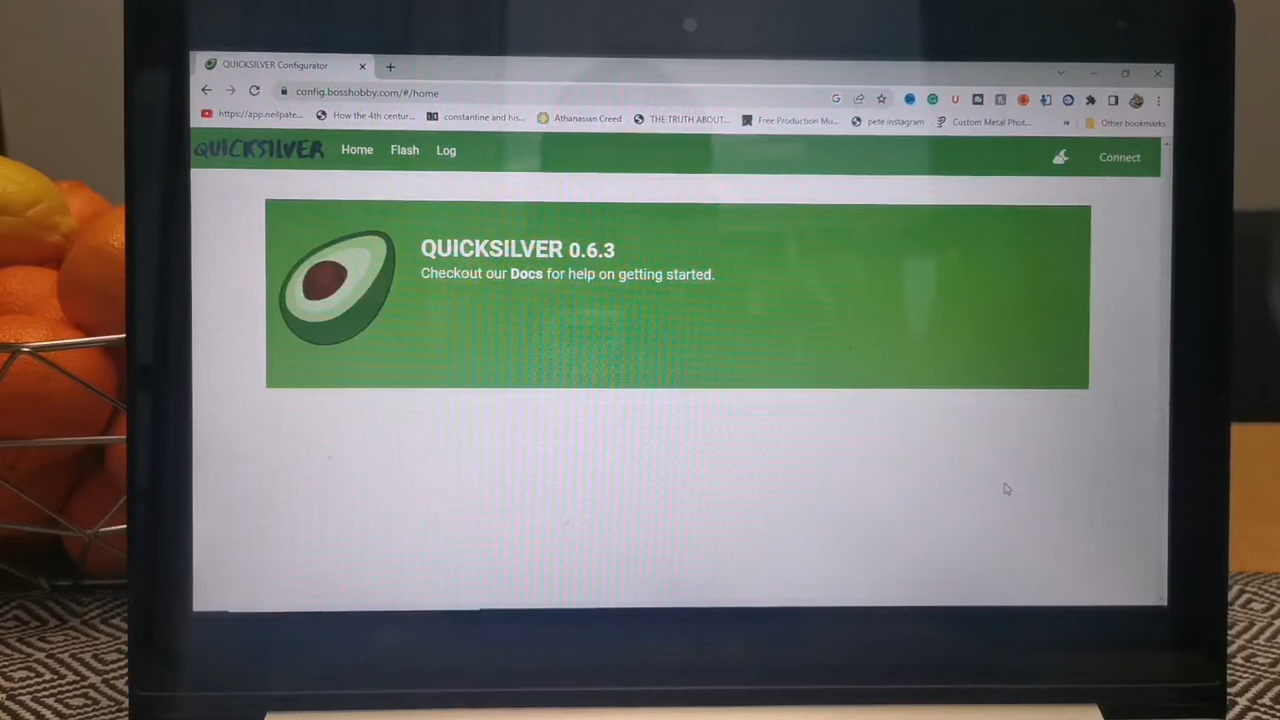 QUICKSILVER Configurator
config.bosshobby.com/#/home
https://app.neilpate...
How the 4th centur...
constantine and his...
Athanasian Creed
THE TRUTH ABOUT...
Free Production Mu...
pete instagram
Custom Metal Phot...
»
Other bookmarks
QUICKSILVER
Home
Flash
Log
Connect
QUICKSILVER 0.6.3
Checkout our Docs for help on getting started.